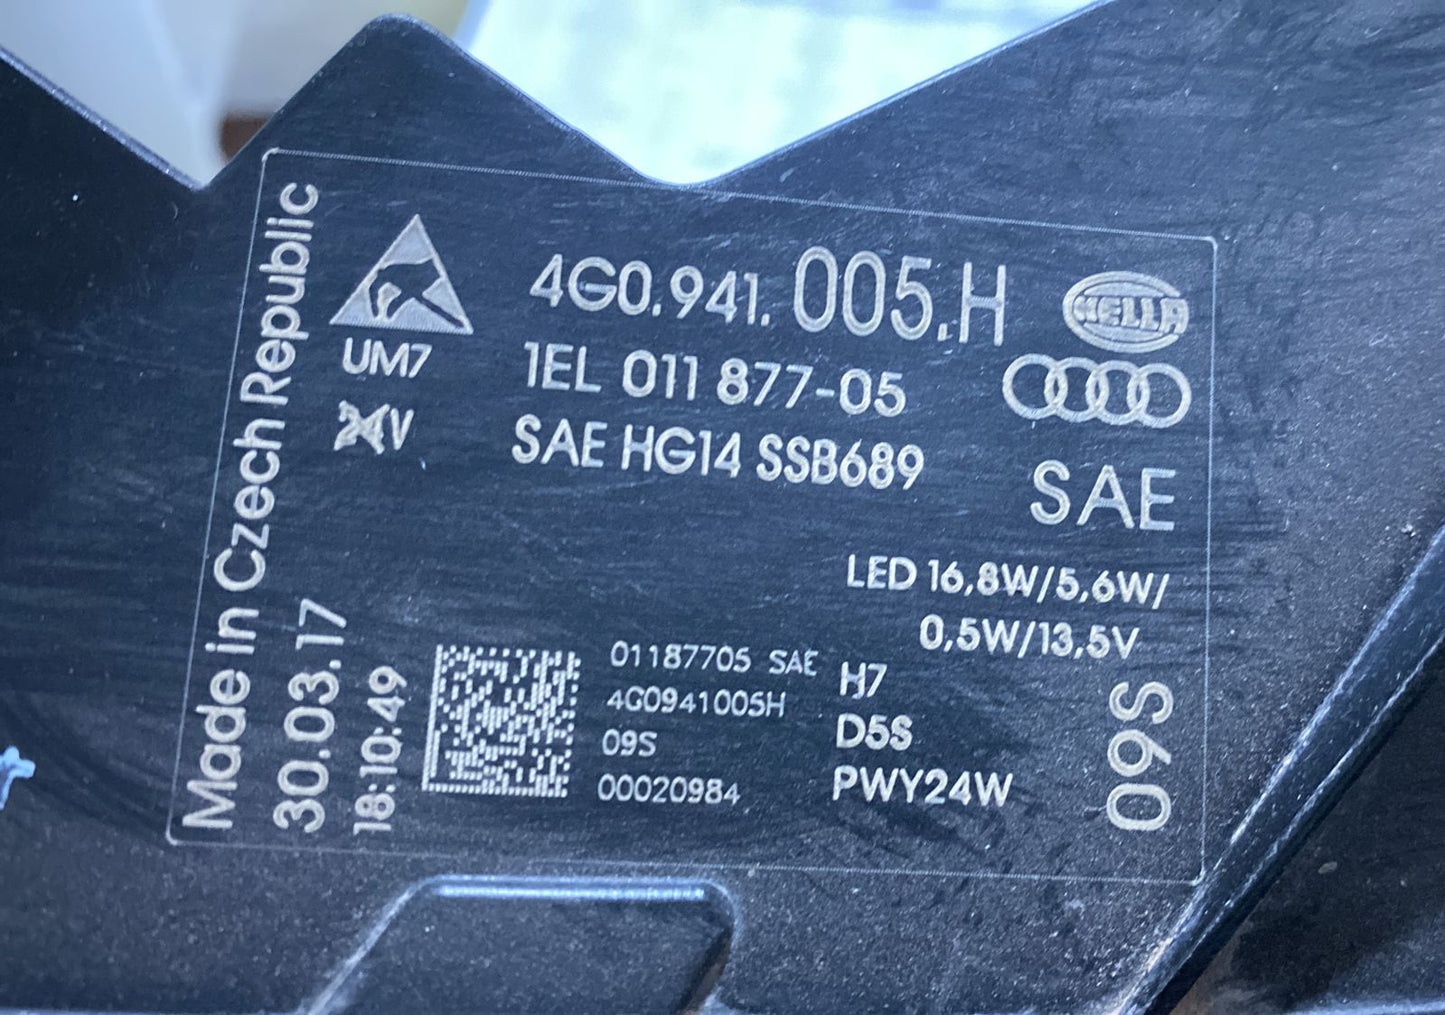 Made in Czech Republic
30.03.17
18:10:49
UM7
4G0.941.005.H
HELLA
1EL 011 877-05
SAE HG14 SSB689
SAE
LED 16,8W/5,6W/
0,5W/13,5V
01187705 SAE
4G0941005H
09S
00020984
H7
D5S
PWY24W
09S